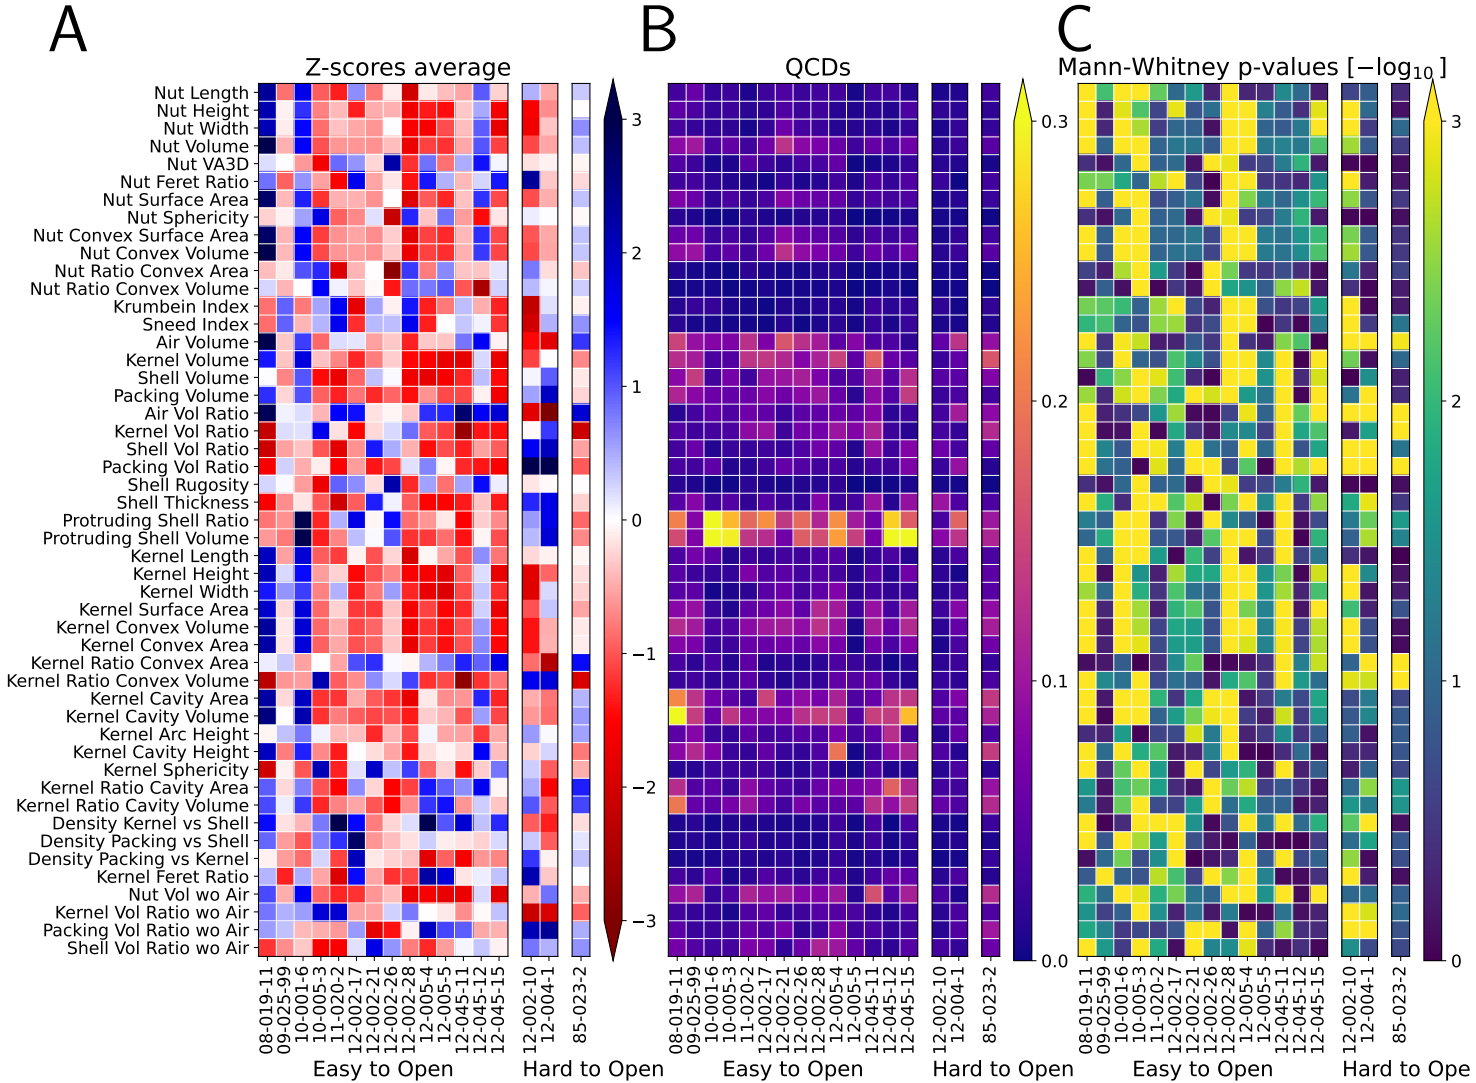 A
B
C
Z-scores average
QCDs
Mann-Whitney p-values [−log10]
Nut Length
Nut Height
Nut Width
Nut Volume
Nut VA3D
Nut Feret Ratio
Nut Surface Area
Nut Sphericity
Nut Convex Surface Area
Nut Convex Volume
Nut Ratio Convex Area
Nut Ratio Convex Volume
Krumbein Index
Sneed Index
Air Volume
Kernel Volume
Shell Volume
Packing Volume
Air Vol Ratio
Kernel Vol Ratio
Shell Vol Ratio
Packing Vol Ratio
Shell Rugosity
Shell Thickness
Protruding Shell Ratio
Protruding Shell Volume
Kernel Length
Kernel Height
Kernel Width
Kernel Surface Area
Kernel Convex Volume
Kernel Convex Area
Kernel Ratio Convex Area
Kernel Ratio Convex Volume
Kernel Cavity Area
Kernel Cavity Volume
Kernel Arc Height
Kernel Cavity Height
Kernel Sphericity
Kernel Ratio Cavity Area
Kernel Ratio Cavity Volume
Density Kernel vs Shell
Density Packing vs Shell
Density Packing vs Kernel
Kernel Feret Ratio
Nut Vol wo Air
Kernel Vol Ratio wo Air
Packing Vol Ratio wo Air
Shell Vol Ratio wo Air
3
2
1
0
−1
−2
−3
0.3
0.2
0.1
0.0
3
2
1
0
08-019-11
09-025-99
10-001-6
10-005-3
11-020-2
12-002-17
12-002-21
12-002-26
12-002-28
12-005-4
12-005-5
12-045-11
12-045-12
12-045-15
12-002-10
12-004-1
85-023-2
08-019-11
09-025-99
10-001-6
10-005-3
11-020-2
12-002-17
12-002-21
12-002-26
12-002-28
12-005-4
12-005-5
12-045-11
12-045-12
12-045-15
12-002-10
12-004-1
85-023-2
08-019-11
09-025-99
10-001-6
10-005-3
11-020-2
12-002-17
12-002-21
12-002-26
12-002-28
12-005-4
12-005-5
12-045-11
12-045-12
12-045-15
12-002-10
12-004-1
85-023-2
Easy to Open
Hard to Open
Easy to Open
Hard to Open
Easy to Open
Hard to Ope